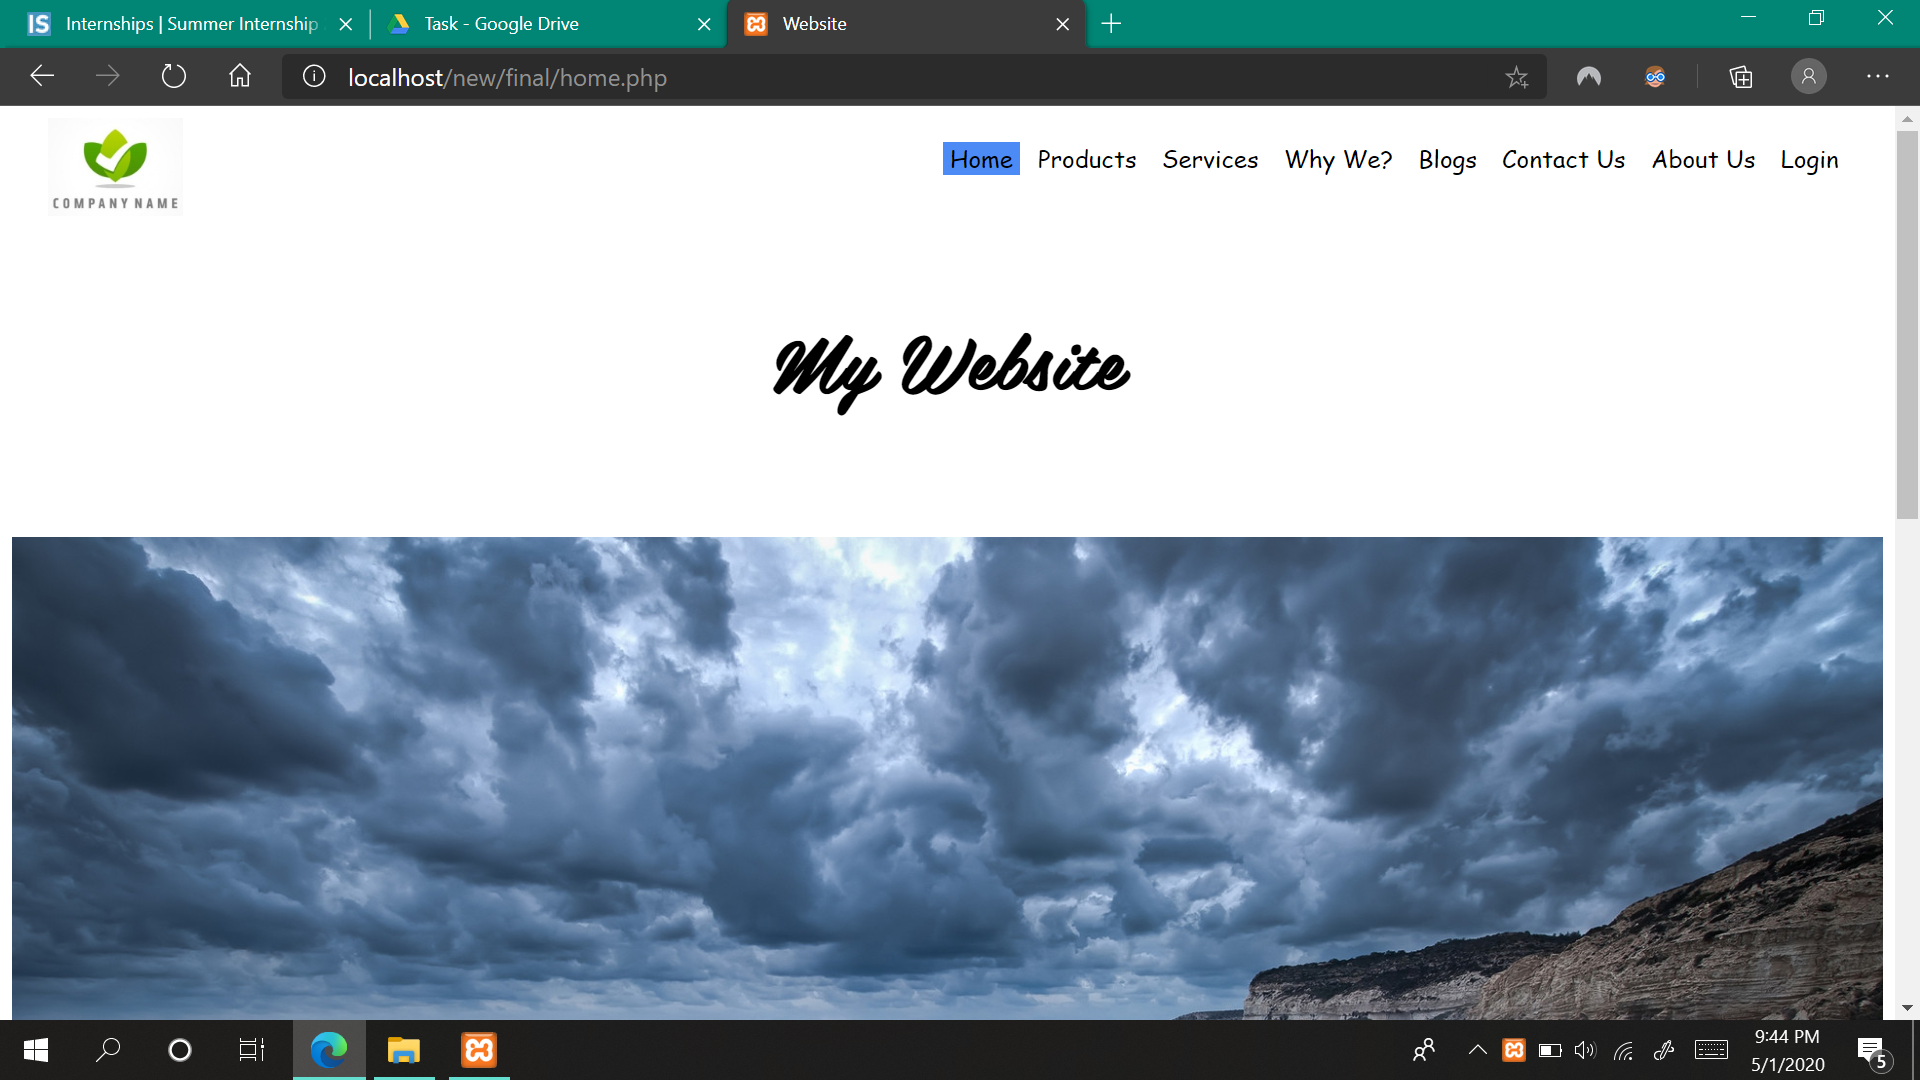 IS Internships | Summer Internship
Task - Google Drive
Website
localhost/new/final/home.php
COMPANY NAME
Home Products Services Why We? Blogs Contact Us About Us Login
My Website
9:44 PM
5/1/2020
5